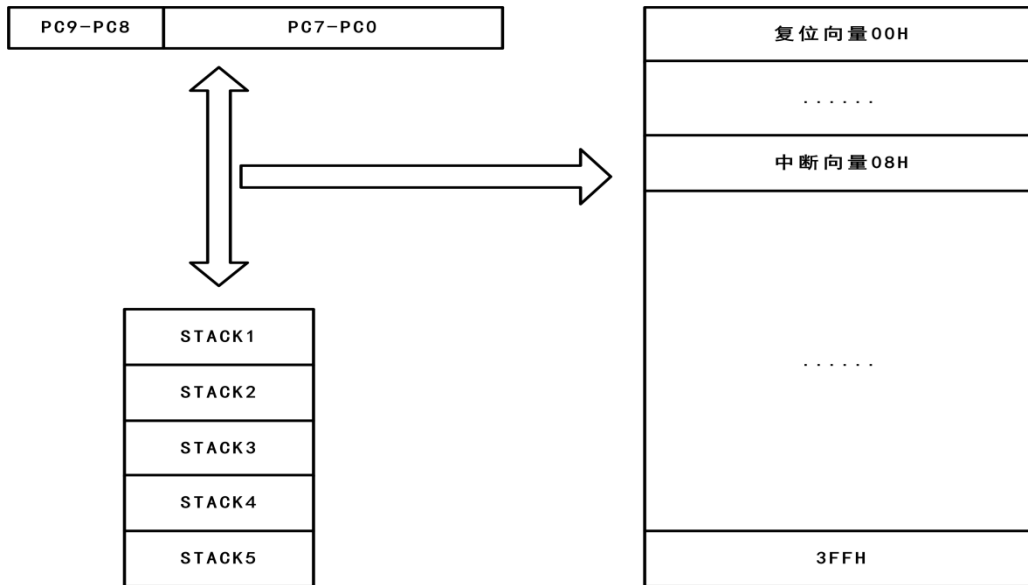 PC9-PC8 PC7-PC0
STACK1
STACK2
STACK3
STACK4
STACK5
复位向量00H
......
中断向量08H
......
3FFH